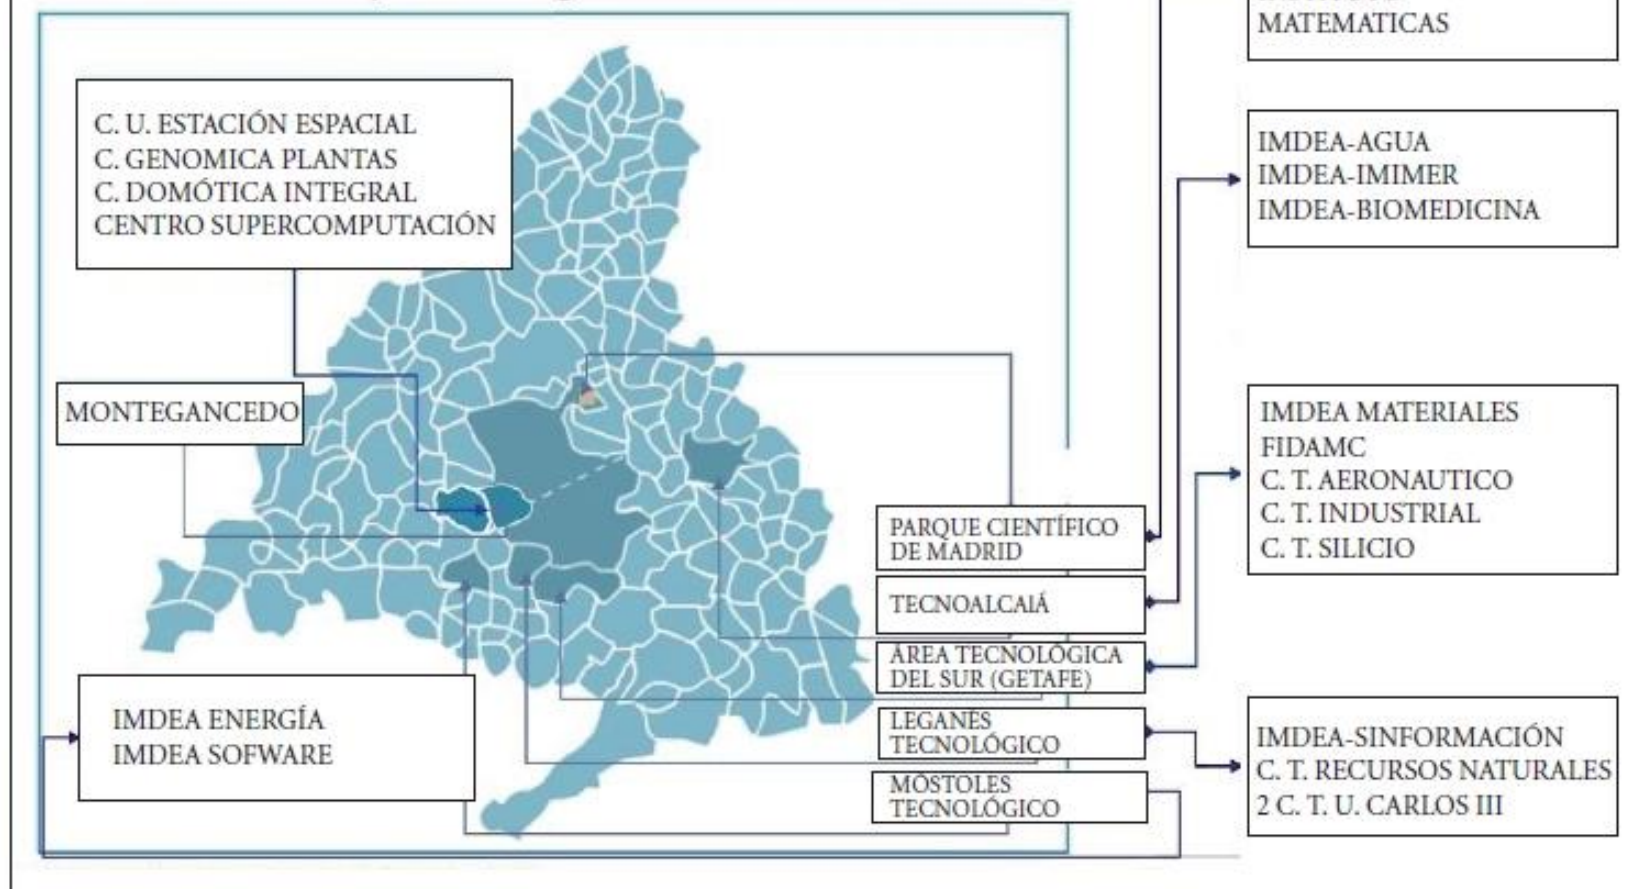 MATEMATICAS
C. U. ESTACIÓN ESPACIAL
C. GENOMICA PLANTAS
C. DOMÓTICA INTEGRAL
CENTRO SUPERCOMPUTACIÓN
IMDEA-AGUA
IMDEA-IMIMER
IMDEA-BIOMEDICINA
MONTEGANCEDO
IMDEA MATERIALES
FIDAMC
C. T. AERONAUTICO
C. T. INDUSTRIAL
C. T. SILICIO
PARQUE CIENTÍFICO
DE MADRID
TECNOALCAIÁ
ÁREA TECNOLÓGICA
DEL SUR (GETAFE)
LEGANÉS
TECNOLÓGICO
MÓSTOLES
TECNOLÓGICO
IMDEA ENERGÍA
IMDEA SOFWARE
IMDEA-SINFORMACIÓN
C. T. RECURSOS NATURALES
2 C. T. U. CARLOS III